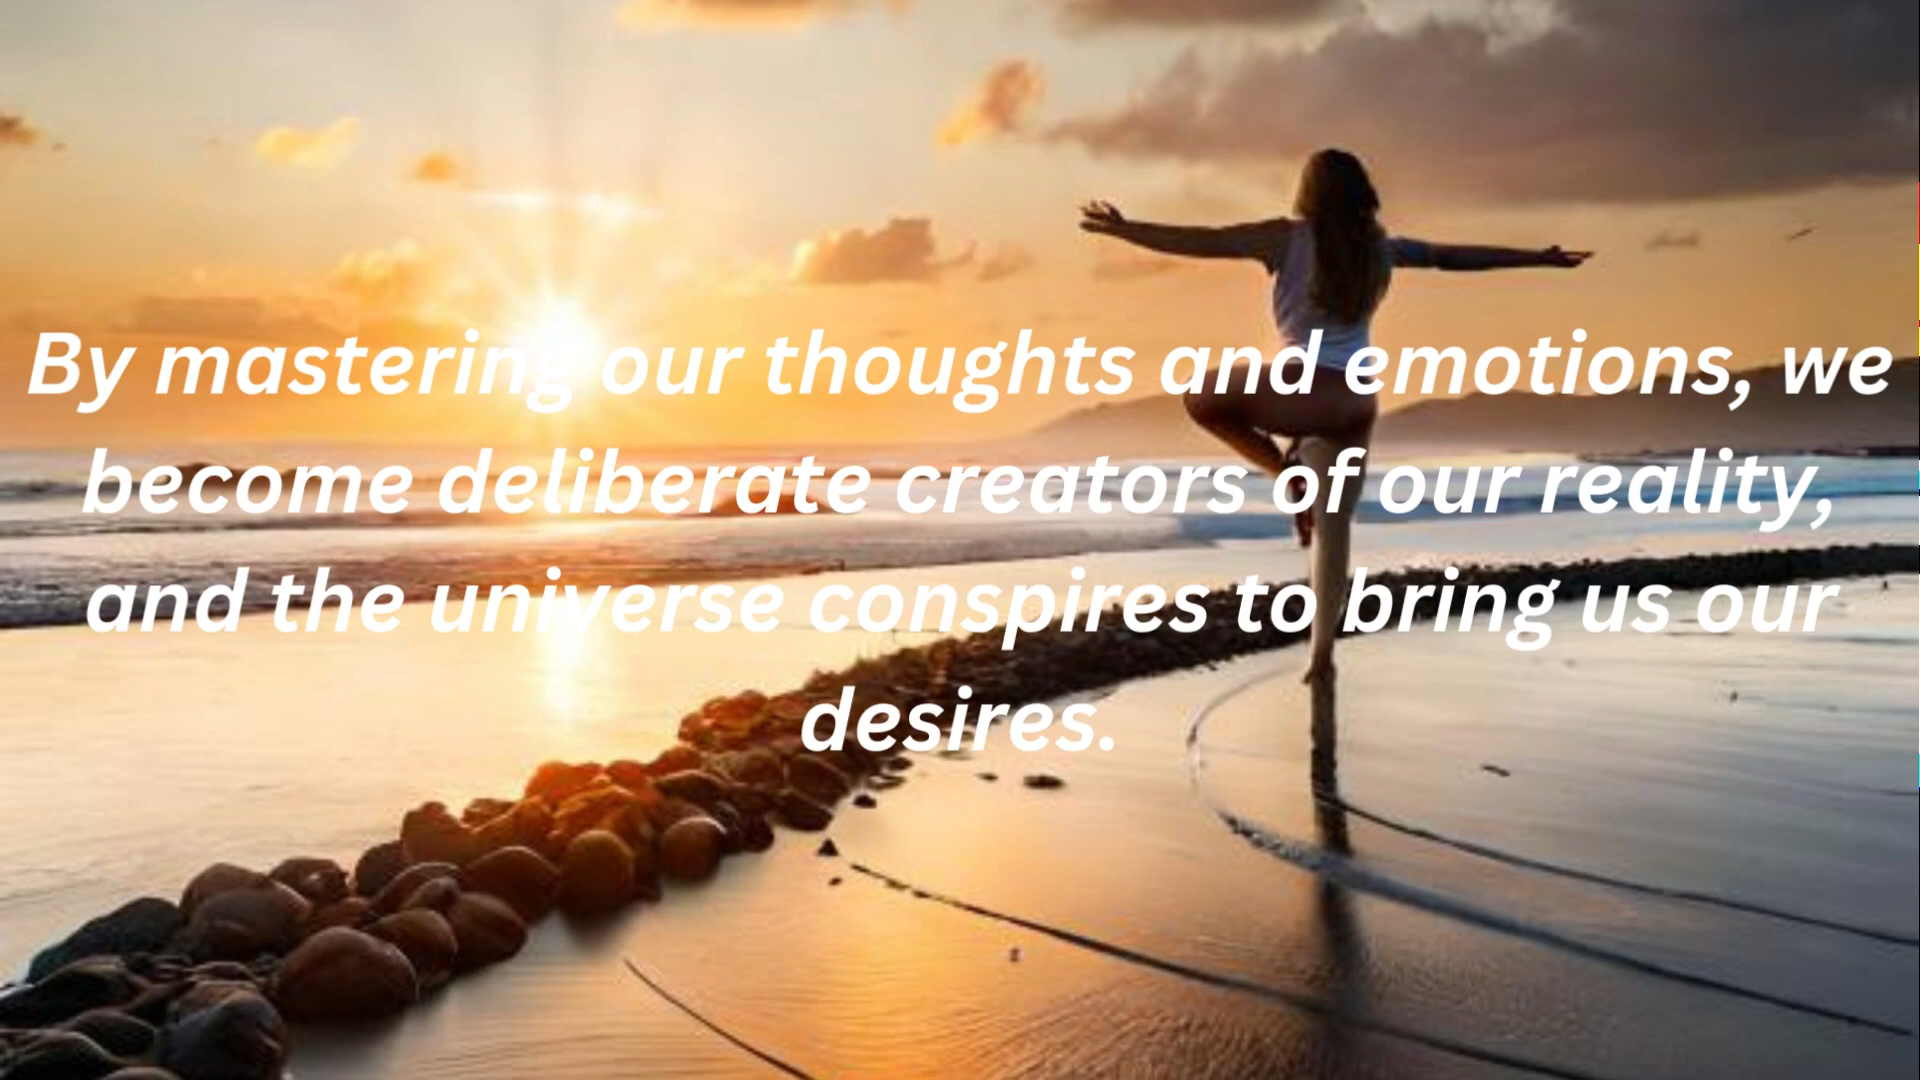 By mastering our thoughts and emotions, we
become deliberate creators of our reality,
and the universe conspires to bring us our
desires.